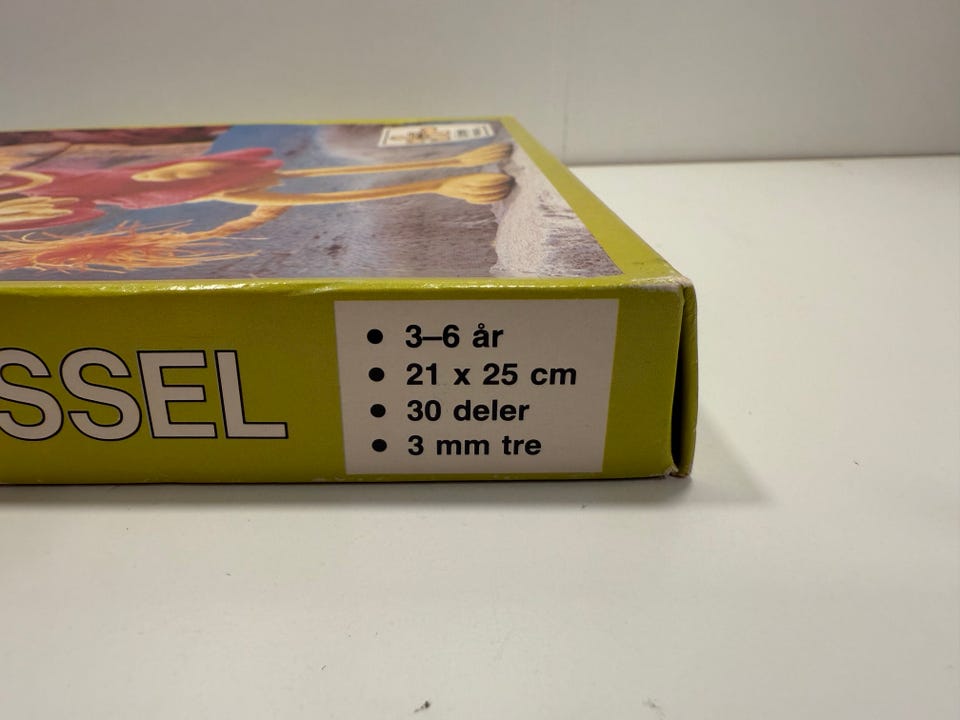 SSEL
• 3–6 år
• 21 x 25 cm
• 30 deler
• 3 mm tre